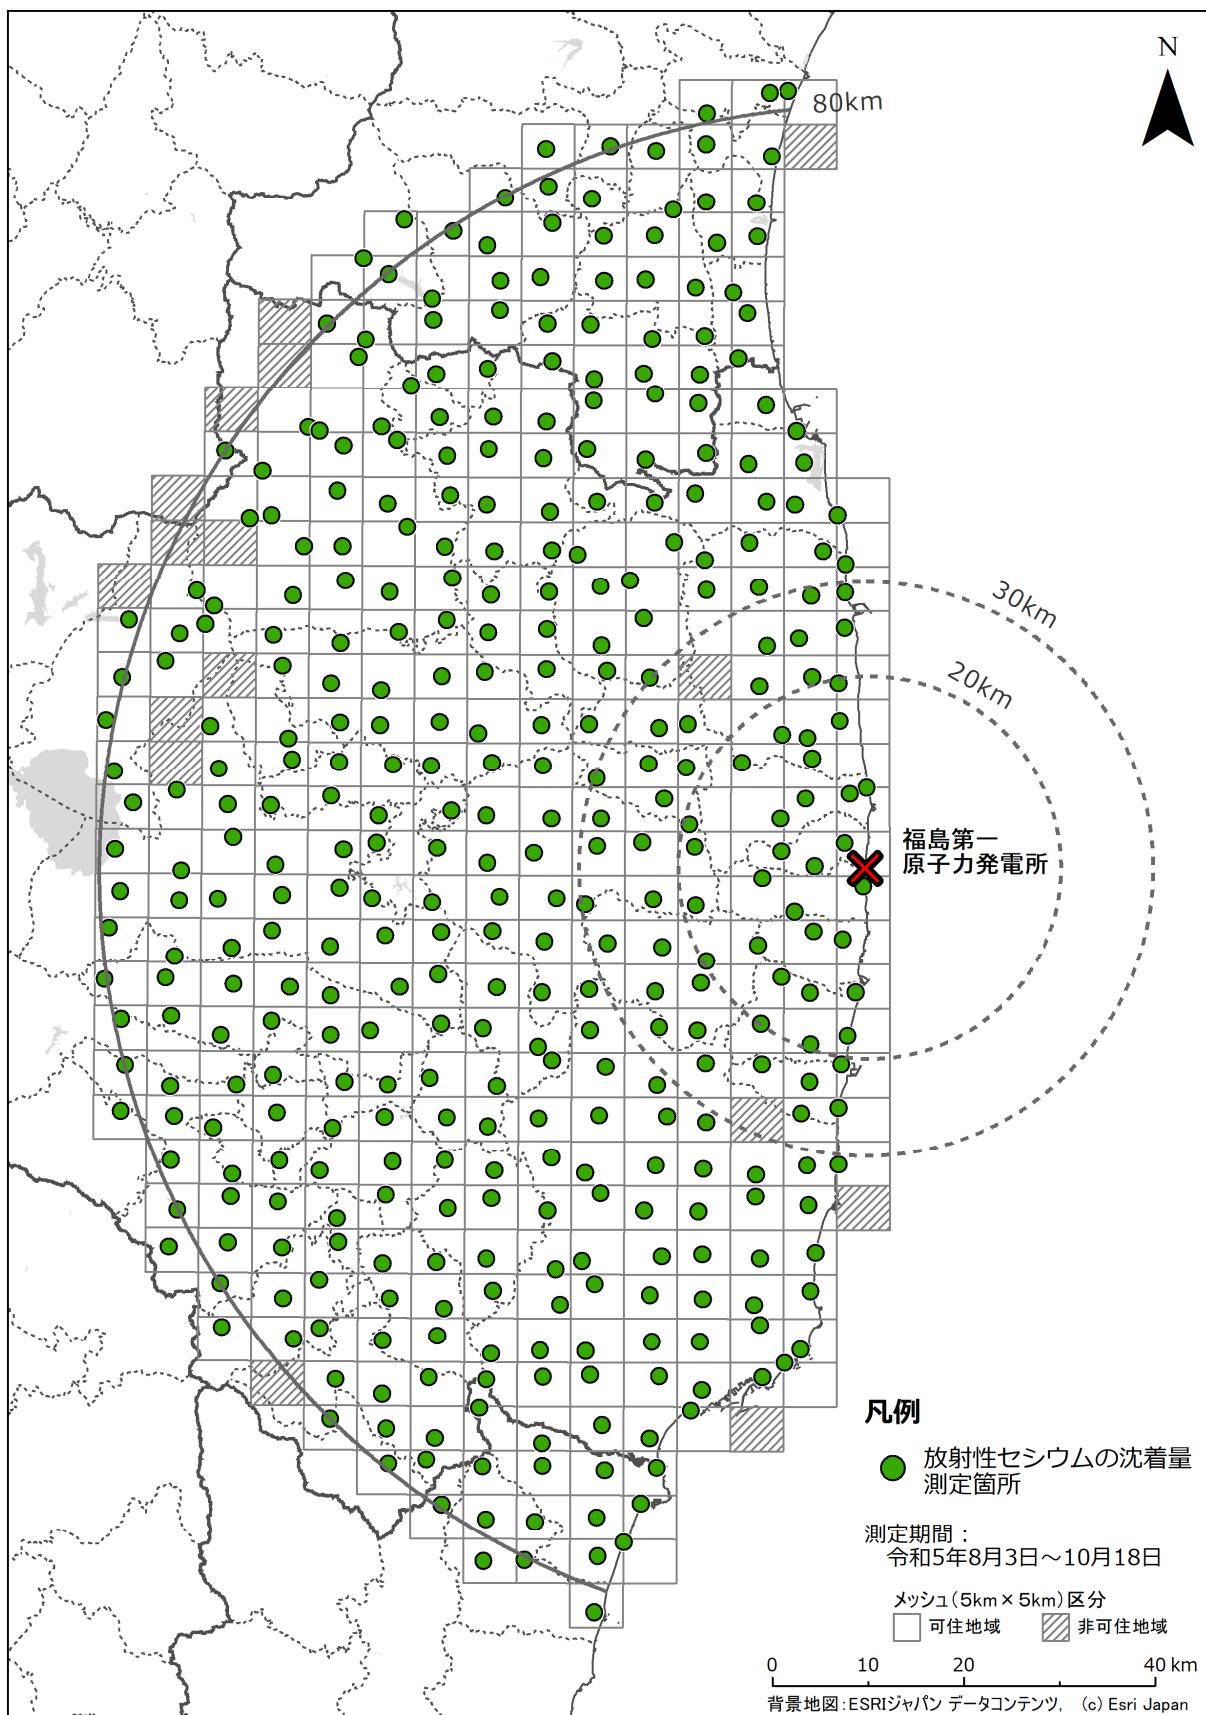 N
80km
30km
20km
福島第一
原子力発電所
凡例
放射性セシウムの沈着量
測定箇所
測定期間：
令和5年8月3日～10月18日
メッシュ（5km×5km）区分
可住地域 非可住地域
0 10 20 40 km
背景地図：ESRIジャパン データコンテンツ, (c) Esri Japan